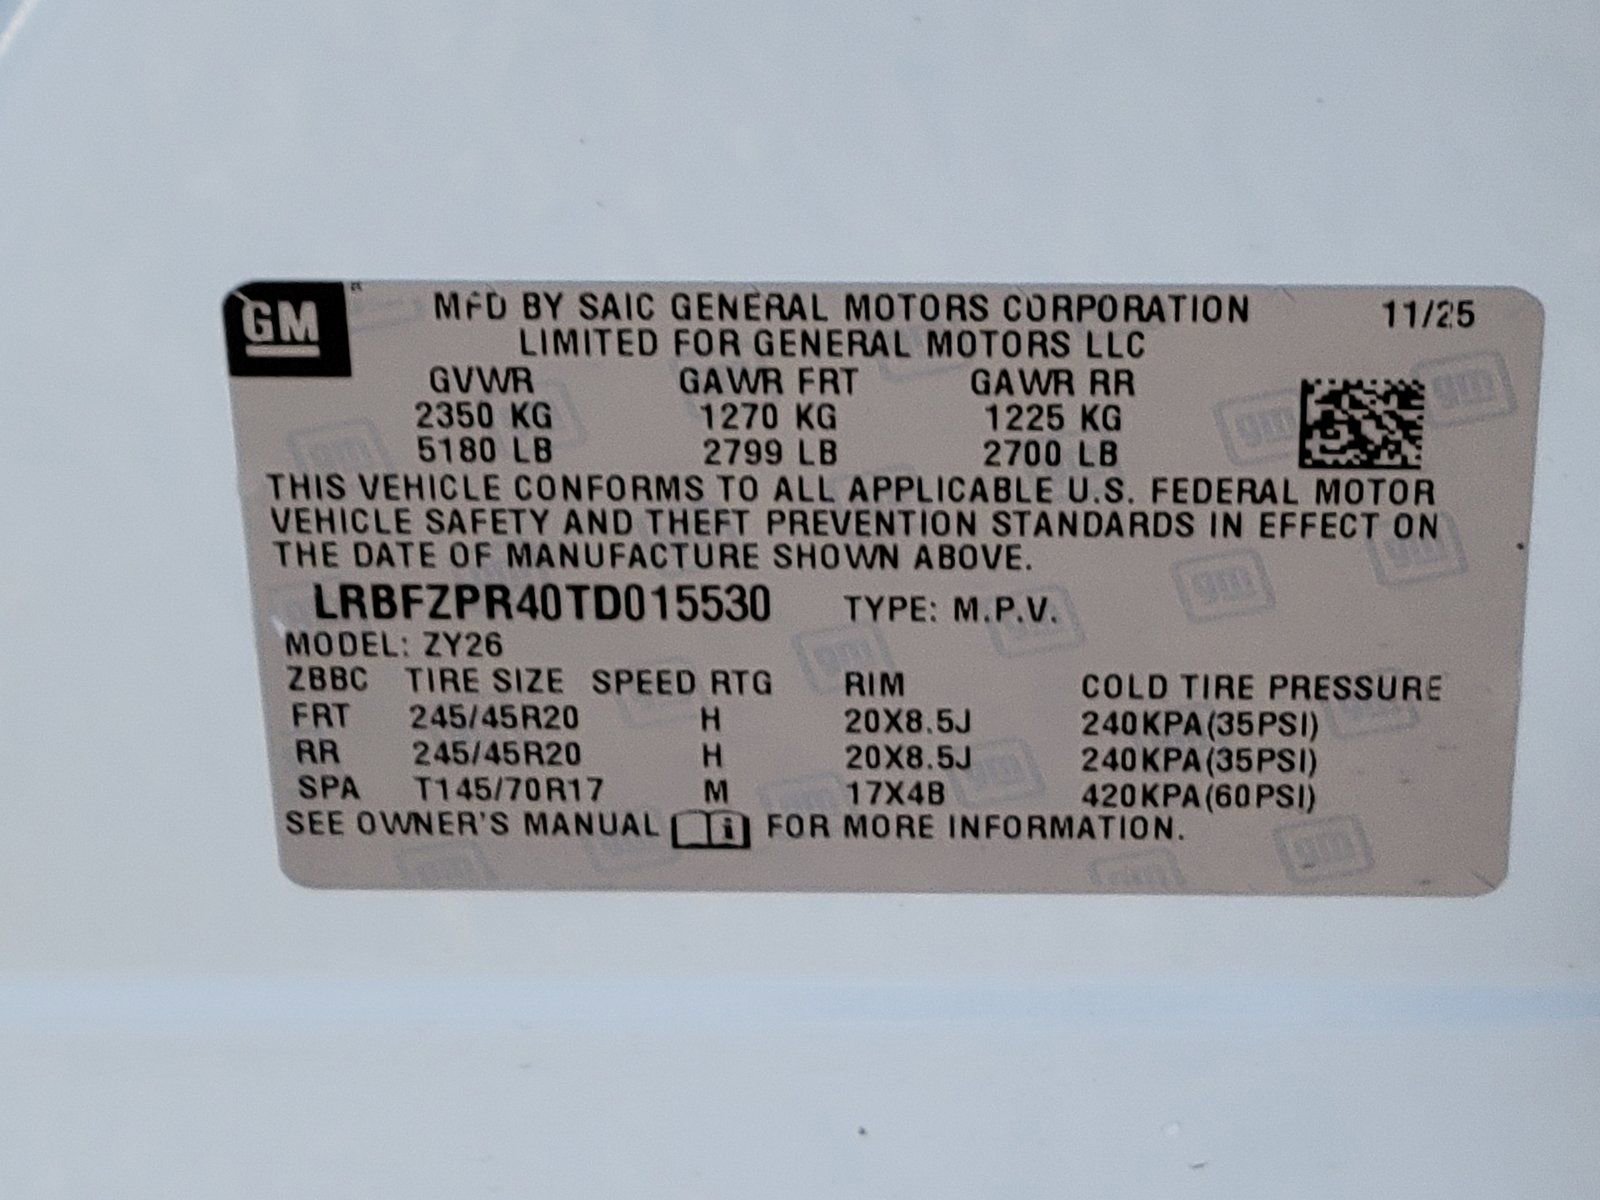 GM
MFD BY SAIC GENERAL MOTORS CORPORATION 11/25
LIMITED FOR GENERAL MOTORS LLC
GVWR GAWR FRT GAWR RR
2350 KG 1270 KG 1225 KG
5180 LB 2799 LB 2700 LB
THIS VEHICLE CONFORMS TO ALL APPLICABLE U.S. FEDERAL MOTOR
VEHICLE SAFETY AND THEFT PREVENTION STANDARDS IN EFFECT ON
THE DATE OF MANUFACTURE SHOWN ABOVE.
LRBFZPR40TD015530 TYPE: M.P.V.
MODEL: ZY26
ZBBC TIRE SIZE SPEED RTG RIM COLD TIRE PRESSURE
FRT 245/45R20 H 20X8.5J 240KPA(35PSI)
RR 245/45R20 H 20X8.5J 240KPA(35PSI)
SPA T145/70R17 M 17X4B 420KPA(60PSI)
SEE OWNER'S MANUAL i FOR MORE INFORMATION.